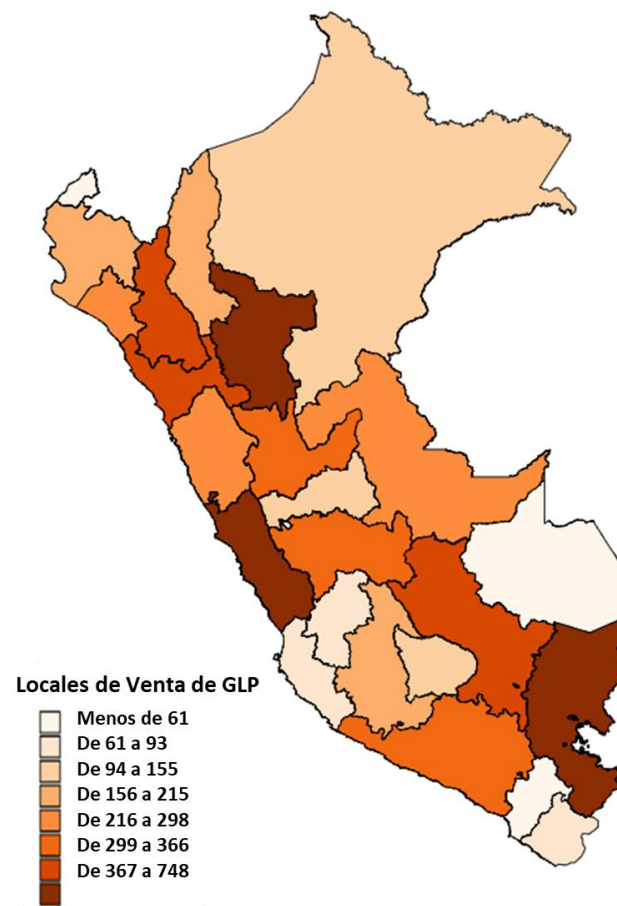 Locales de Venta de GLP
Menos de 61
De 61 a 93
De 94 a 155
De 156 a 215
De 216 a 298
De 299 a 366
De 367 a 748